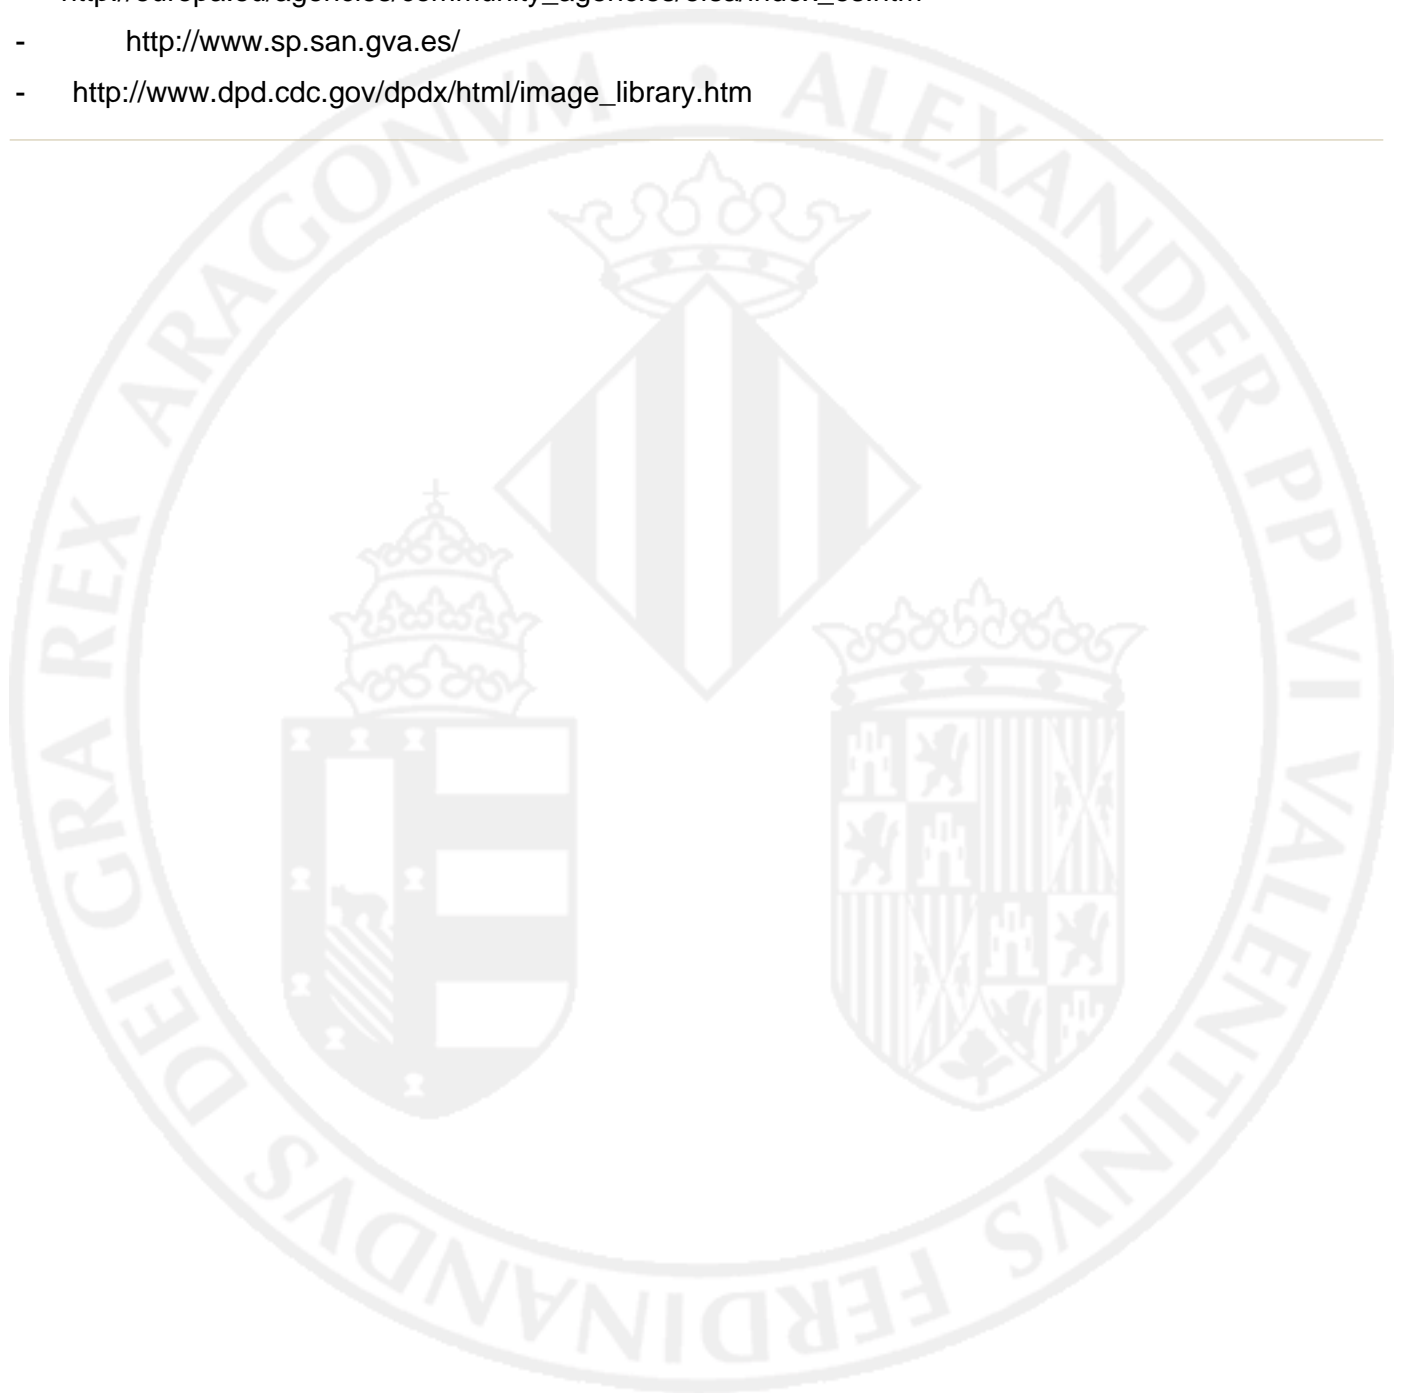 - http://www.sp.san.gva.es/
- http://www.dpd.cdc.gov/dpdx/html/image_library.htm
ALEXANDER PP VI VALENTINVS FERDINANDVS DEI GRA REX ARAGONVM •